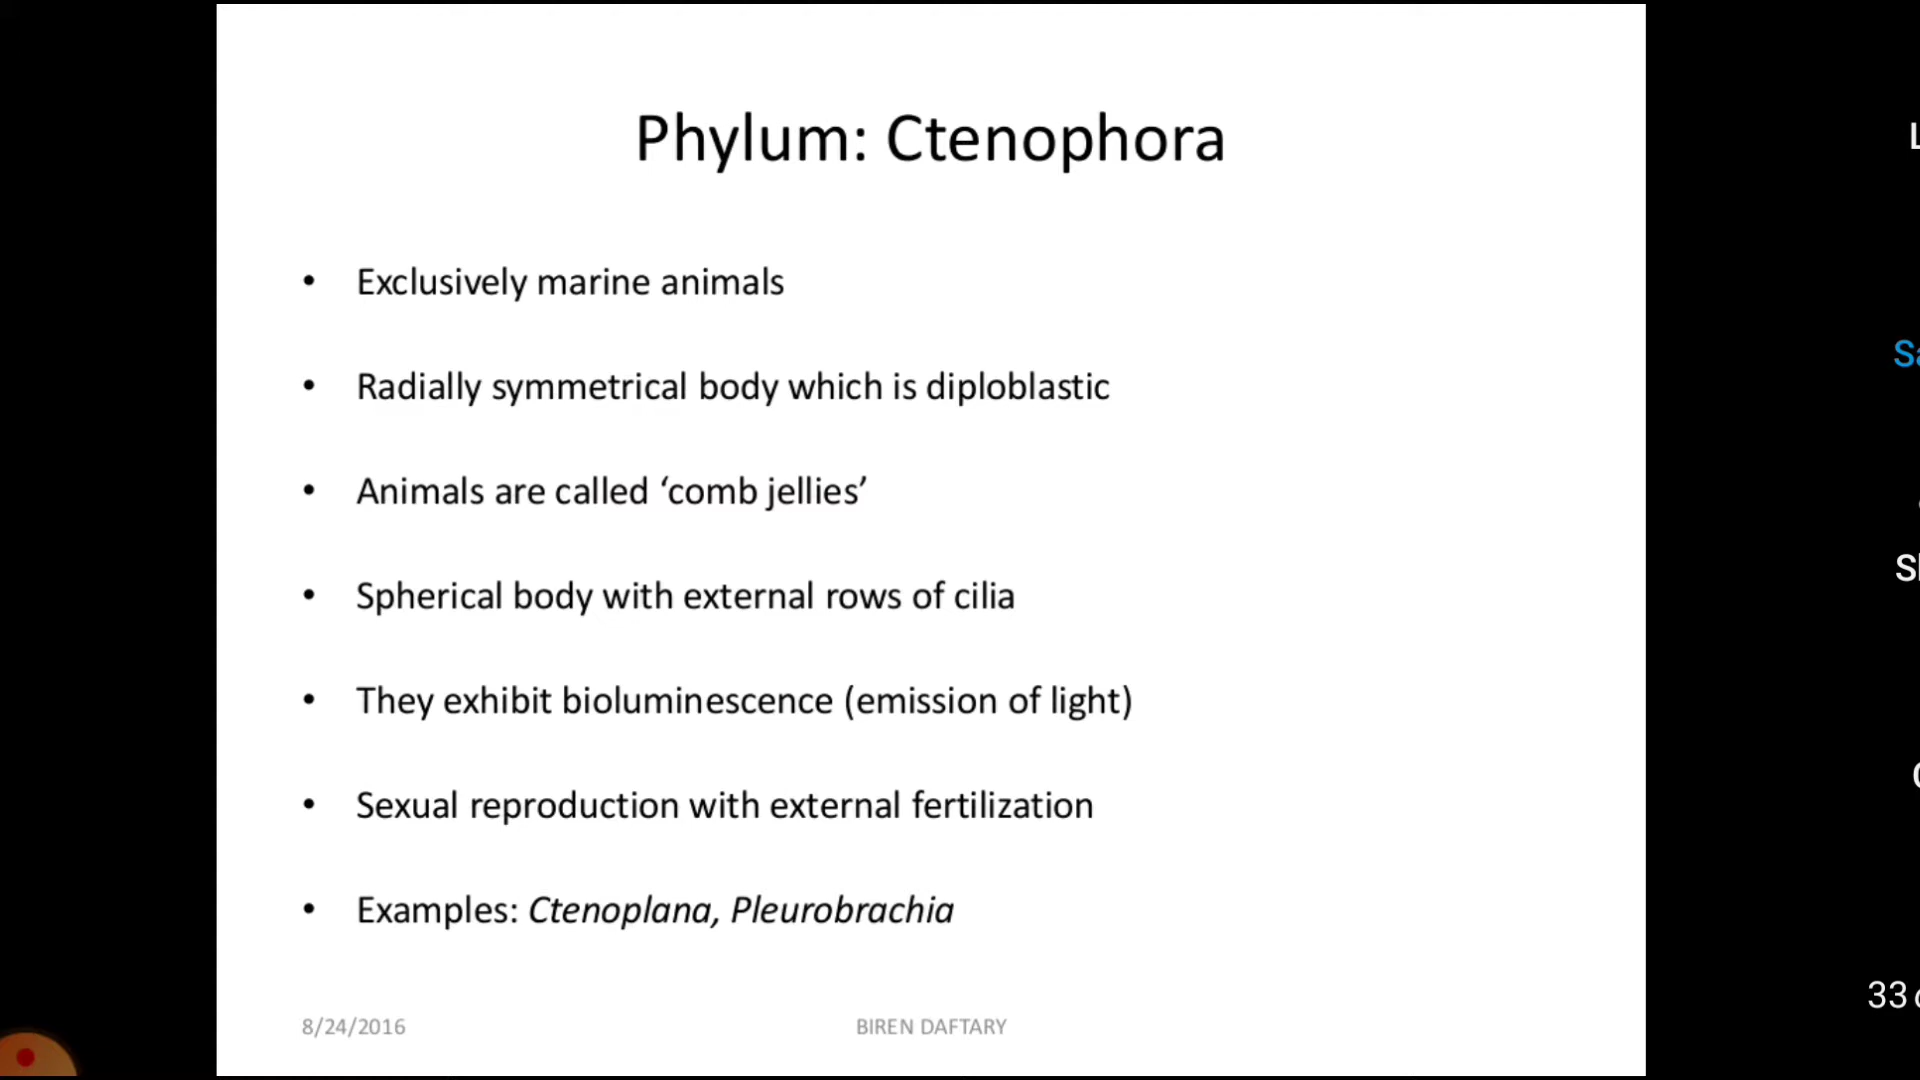 Phylum: Ctenophora
• Exclusively marine animals
• Radially symmetrical body which is diploblastic
• Animals are called ‘comb jellies’
• Spherical body with external rows of cilia
• They exhibit bioluminescence (emission of light)
• Sexual reproduction with external fertilization
• Examples: Ctenoplana, Pleurobrachia
8/24/2016
BIREN DAFTARY
33